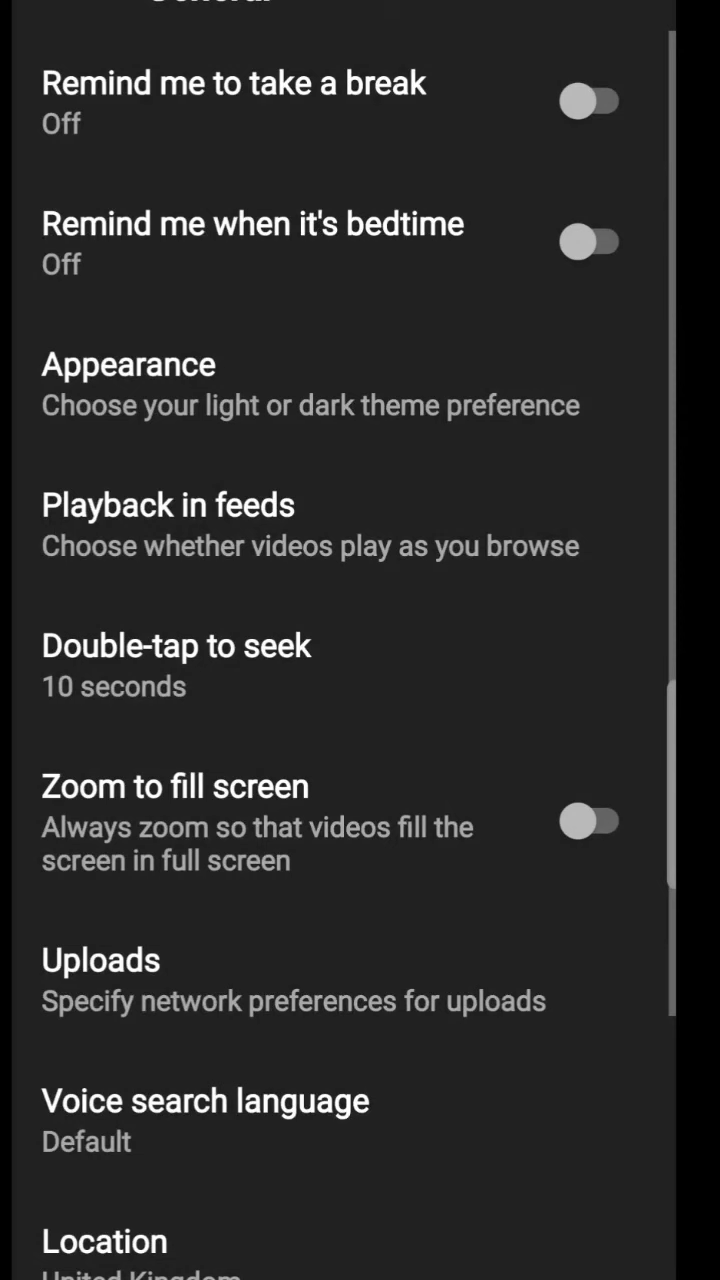 General
Remind me to take a break
Off
Remind me when it's bedtime
Off
Appearance
Choose your light or dark theme preference
Playback in feeds
Choose whether videos play as you browse
Double-tap to seek
10 seconds
Zoom to fill screen
Always zoom so that videos fill the
screen in full screen
Uploads
Specify network preferences for uploads
Voice search language
Default
Location
United Kingdom